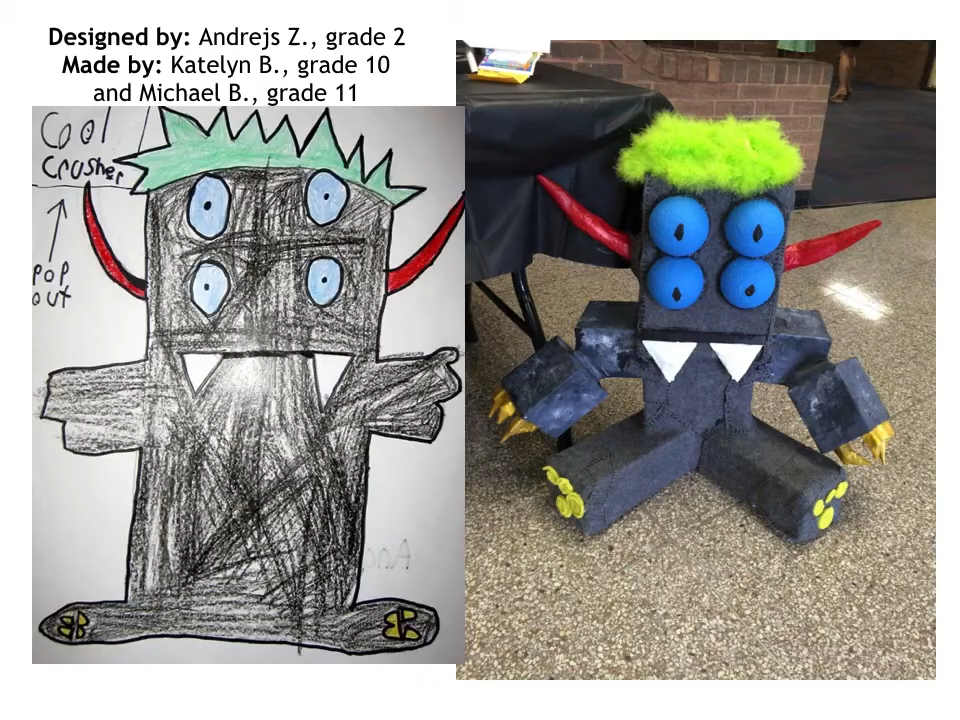 Designed by: Andrejs Z., grade 2
Made by: Katelyn B., grade 10
and Michael B., grade 11
Cool
Crusher
pop
out